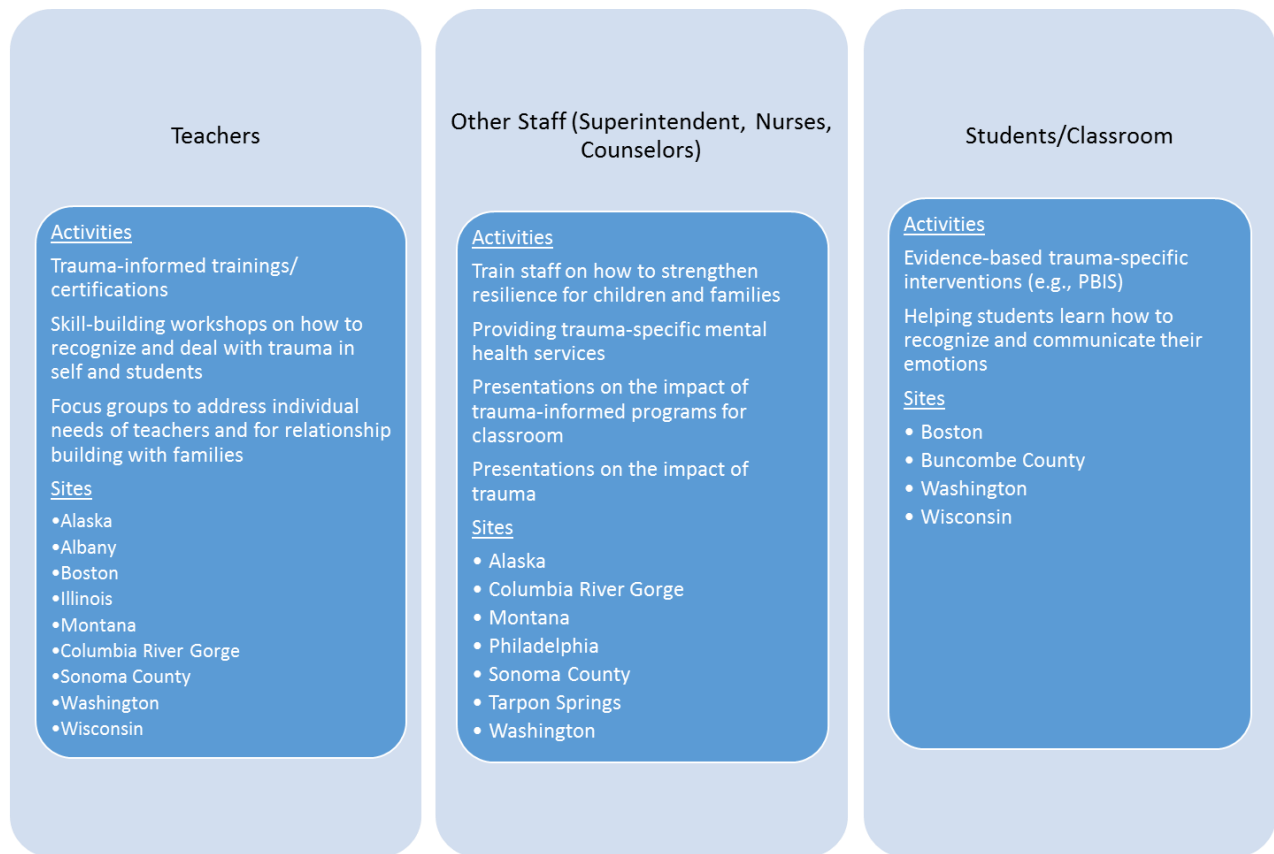 Teachers
Activities
Trauma-informed trainings/
certifications
Skill-building workshops on how to
recognize and deal with trauma in
self and students
Focus groups to address individual
needs of teachers and for relationship
building with families
Sites
•Alaska
•Albany
•Boston
•Illinois
•Montana
•Columbia River Gorge
•Sonoma County
•Washington
•Wisconsin
Other Staff (Superintendent, Nurses,
Counselors)
Activities
Train staff on how to strengthen
resilience for children and families
Providing trauma-specific mental
health services
Presentations on the impact of
trauma-informed programs for
classroom
Presentations on the impact of
trauma
Sites
• Alaska
• Columbia River Gorge
• Montana
• Philadelphia
• Sonoma County
• Tarpon Springs
• Washington
Students/Classroom
Activities
Evidence-based trauma-specific
interventions (e.g., PBIS)
Helping students learn how to
recognize and communicate their
emotions
Sites
• Boston
• Buncombe County
• Washington
• Wisconsin